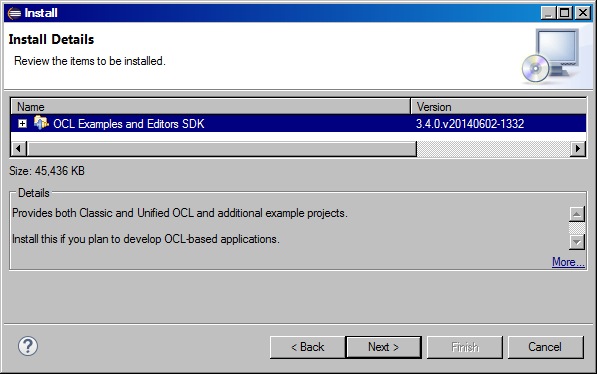 Install
Install Details
Review the items to be installed.
Name Version
OCL Examples and Editors SDK 3.4.0.v20140602-1332
Size: 45,436 KB
Details
Provides both Classic and Unified OCL and additional example projects.
Install this if you plan to develop OCL-based applications.
More...
< Back Next > Finish Cancel